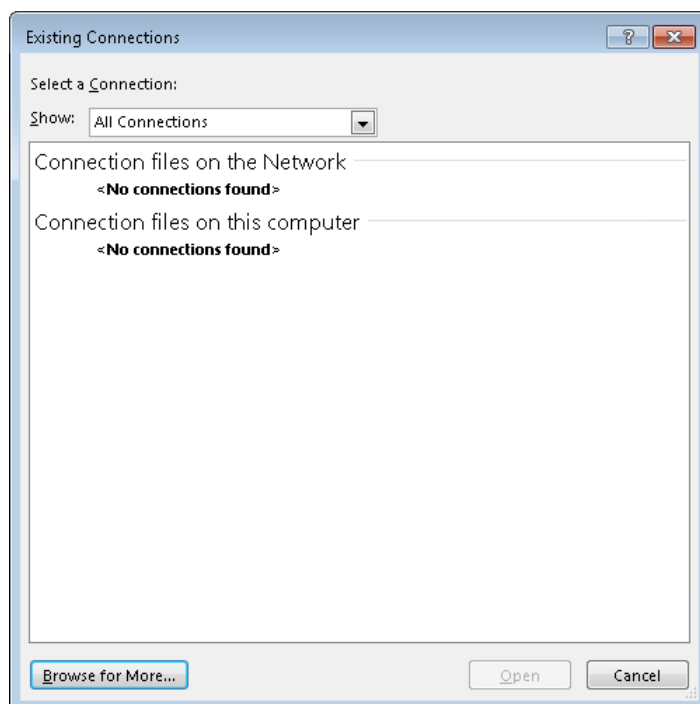 Existing Connections
Select a Connection:
Show: All Connections
Connection files on the Network
<No connections found>
Connection files on this computer
<No connections found>
Browse for More... Open Cancel